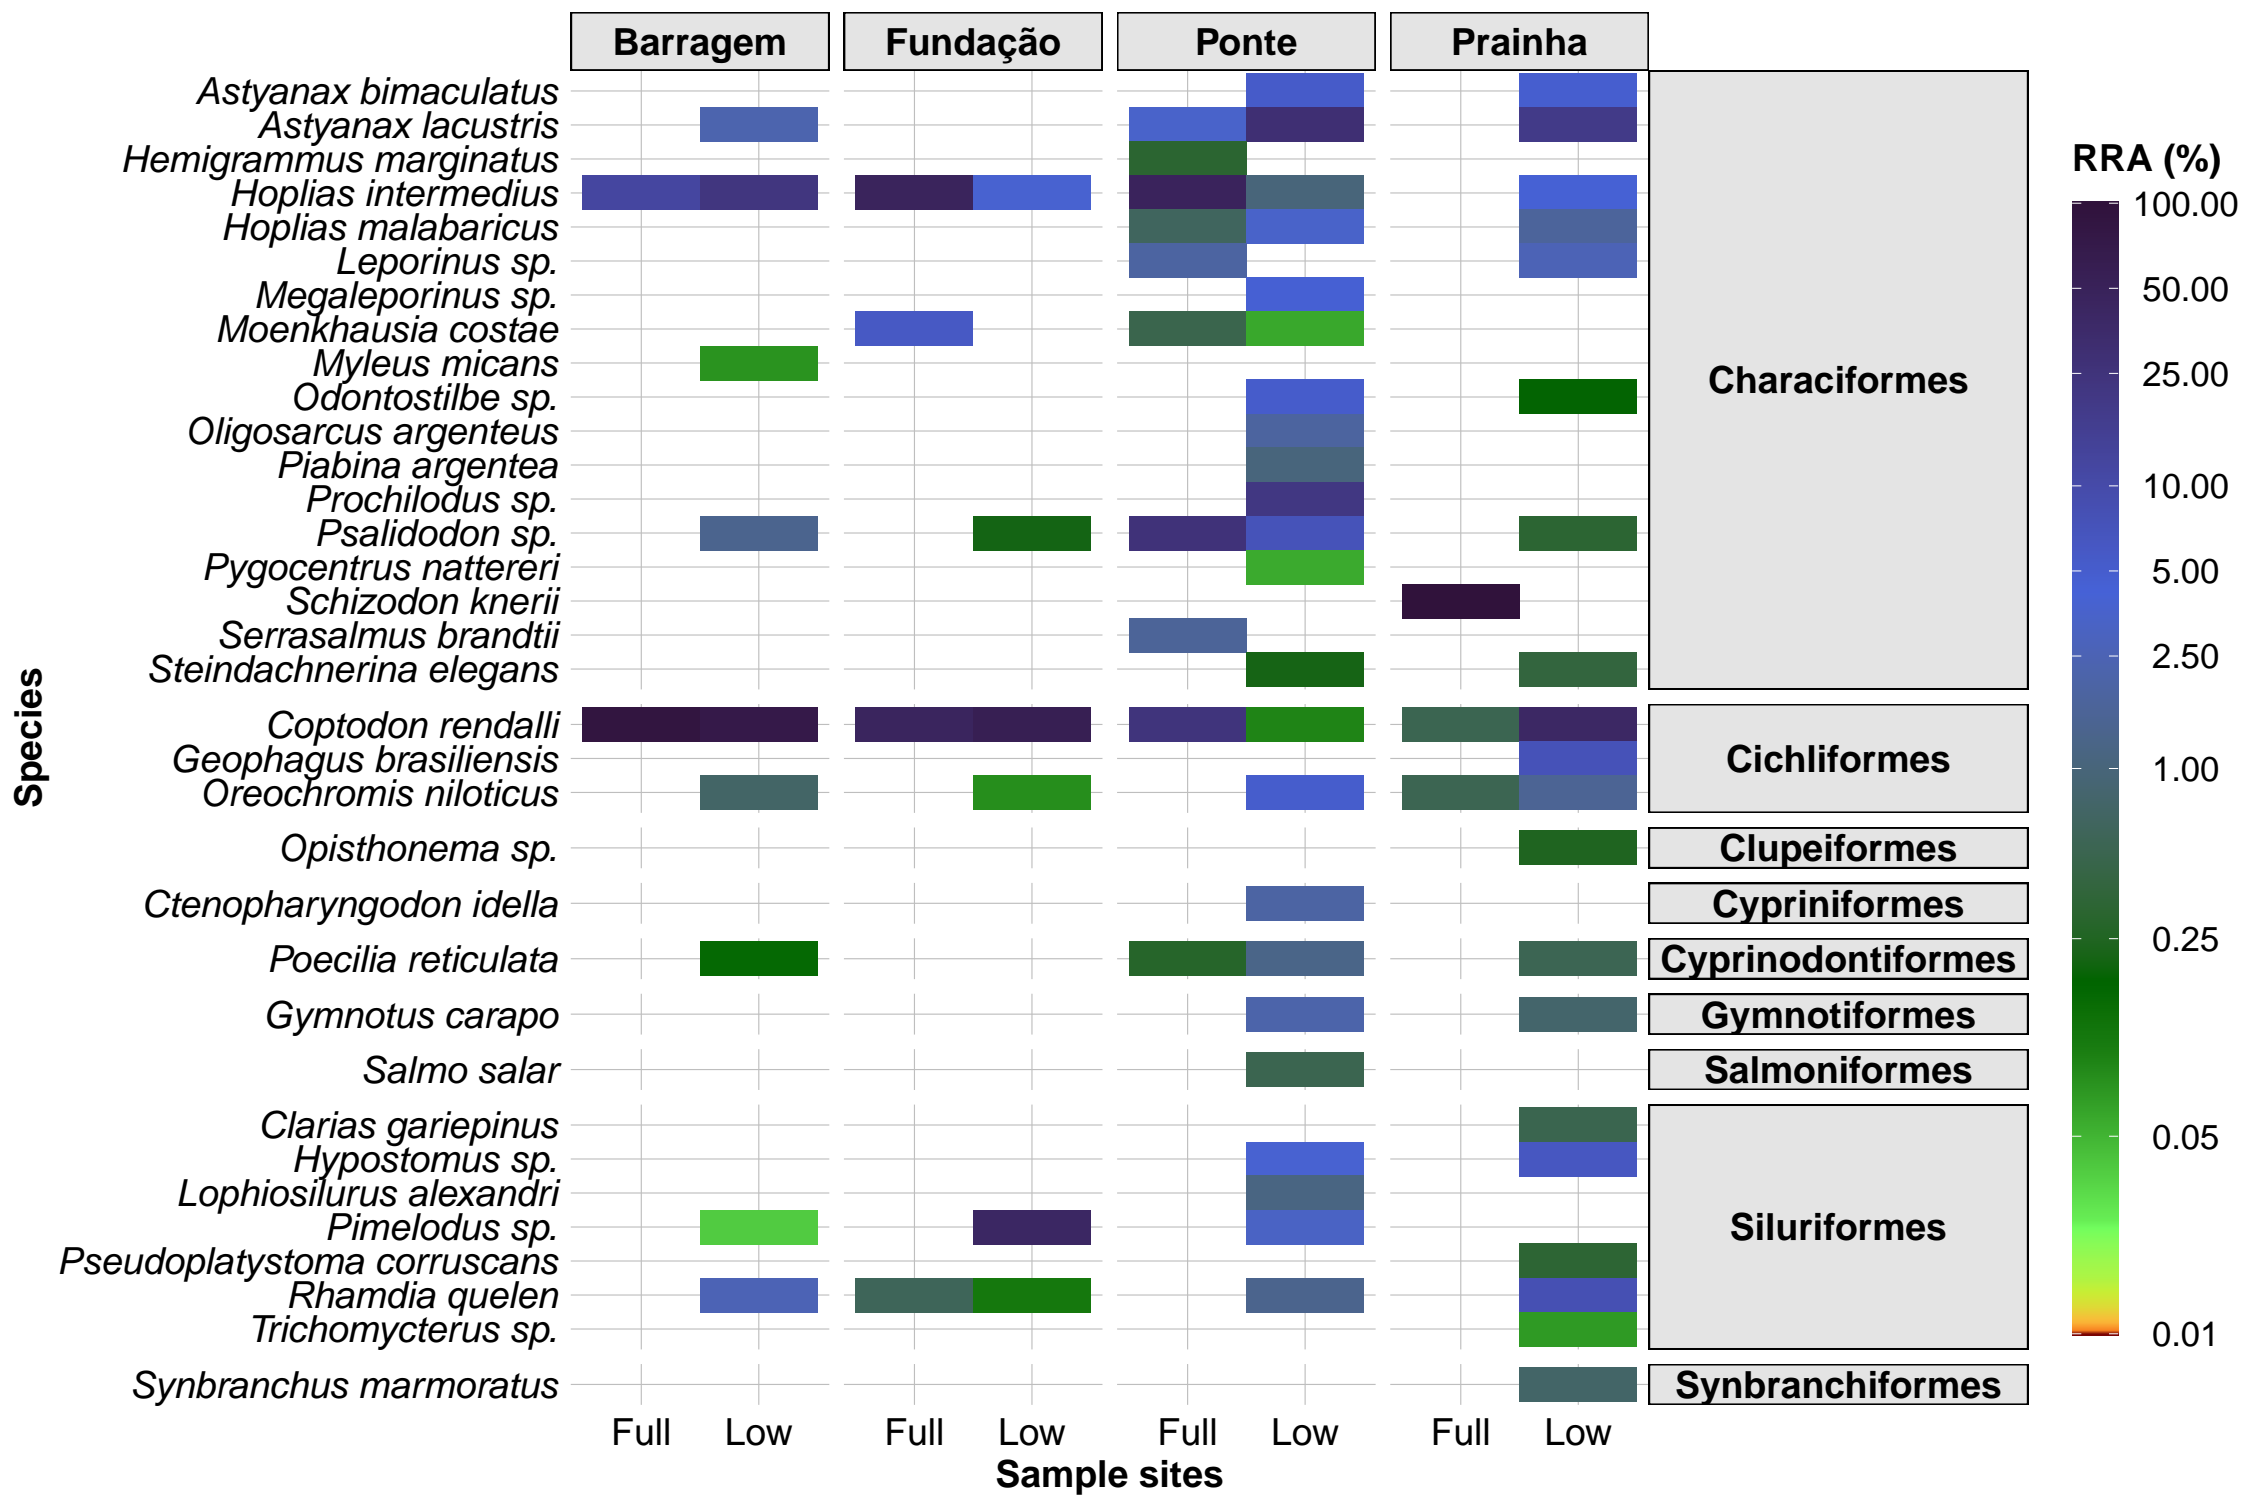 Barragem Fundação Ponte Prainha
Astyanax bimaculatus
Astyanax lacustris
Hemigrammus marginatus
Hoplias intermedius
Hoplias malabaricus
Leporinus sp.
Megaleporinus sp.
Moenkhausia costae
Myleus micans
Odontostilbe sp.
Oligosarcus argenteus
Piabina argentea
Prochilodus sp.
Psalidodon sp.
Pygocentrus nattereri
Schizodon knerii
Serrasalmus brandtii
Steindachnerina elegans
Characiformes
Coptodon rendalli
Geophagus brasiliensis
Oreochromis niloticus
Cichliformes
Opisthonema sp.
Clupeiformes
Ctenopharyngodon idella
Cypriniformes
Poecilia reticulata
Cyprinodontiformes
Gymnotus carapo
Gymnotiformes
Salmo salar
Salmoniformes
Clarias gariepinus
Hypostomus sp.
Lophiosilurus alexandri
Pimelodus sp.
Pseudoplatystoma corruscans
Rhamdia quelen
Trichomycterus sp.
Siluriformes
Synbranchus marmoratus
Synbranchiformes
Species
Full Low Full Low Full Low Full Low
Sample sites
RRA (%)
100.00
50.00
25.00
10.00
5.00
2.50
1.00
0.25
0.05
0.01